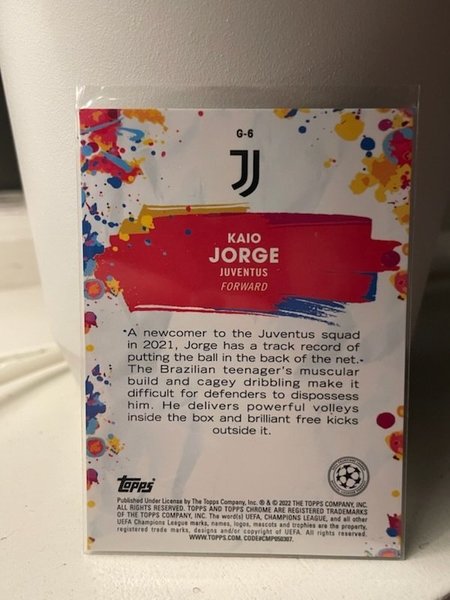 G-6
KAIO
JORGE
JUVENTUS
FORWARD
A newcomer to the Juventus squad
in 2021, Jorge has a track record of
putting the ball in the back of the net.
The Brazilian teenager's muscular
build and cagey dribbling make it
difficult for defenders to dispossess
him. He delivers powerful volleys
inside the box and brilliant free kicks
outside it.
Topps
Published Under License by The Topps Company, Inc. ® & © 2022 THE TOPPS COMPANY, INC.
ALL RIGHTS RESERVED. TOPPS AND TOPPS CHROME ARE REGISTERED TRADEMARKS
OF THE TOPPS COMPANY, INC. The word(s) UEFA, CHAMPIONS LEAGUE, and all other
UEFA Champions League marks, names, logos, mascots and trophies are the property,
registered trade marks, designs and/or copyright of UEFA. All rights reserved.
WWW.TOPPS.COM. CODE#CMP050307.